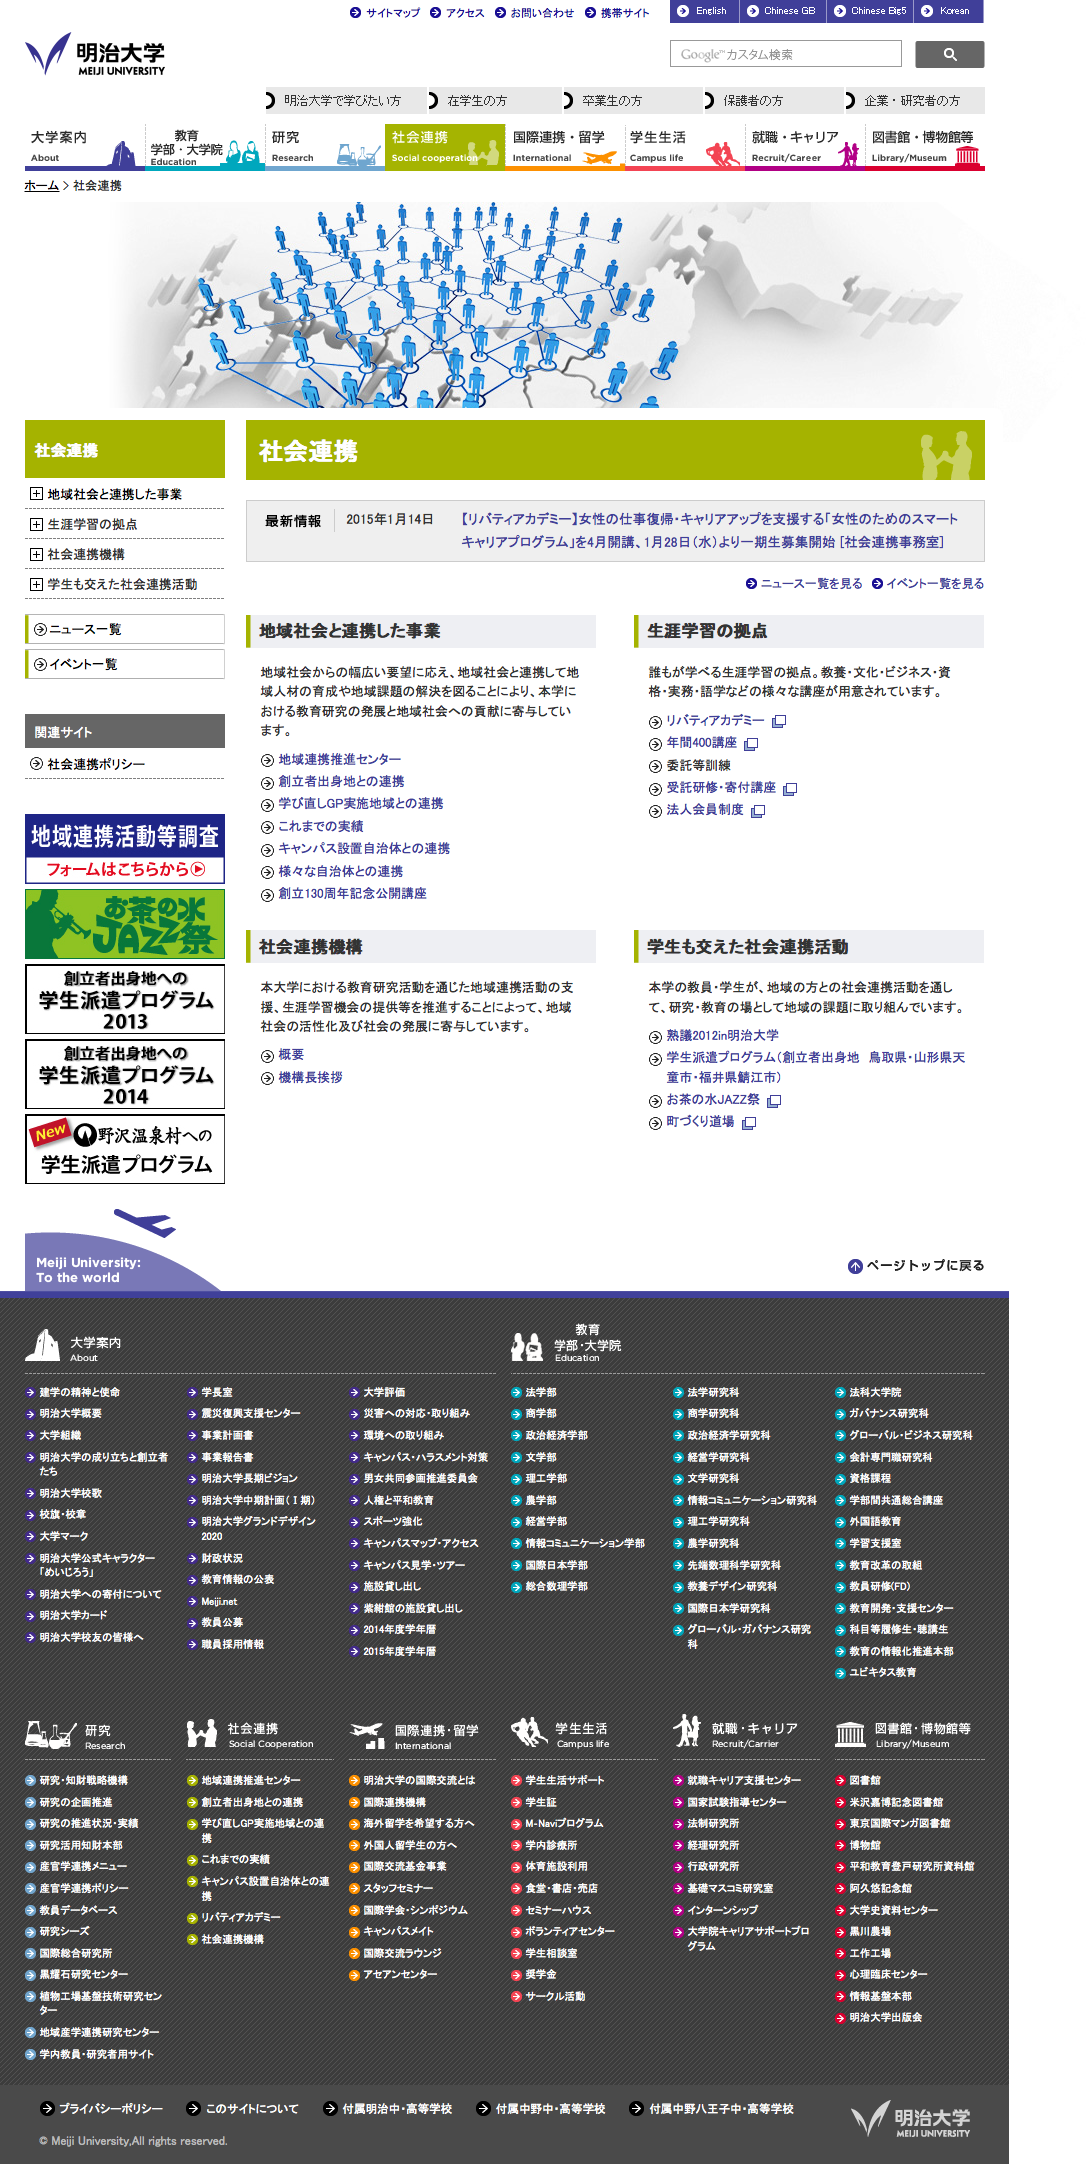 サイトマップ アクセス お問い合わせ 携帯サイト English Chinese GB Chinese Big5 Korean
明治大学
MEIJI UNIVERSITY
Google™ カスタム検索
明治大学で学びたい方 在学生の方 卒業生の方 保護者の方 企業・研究者の方
大学案内
About
教育
学部・大学院
Education
研究
Research
社会連携
Social cooperation
国際連携・留学
International
学生生活
Campus life
就職・キャリア
Recruit/Career
図書館・博物館等
Library/Museum
ホーム > 社会連携
社会連携
地域社会と連携した事業
生涯学習の拠点
社会連携機構
学生も交えた社会連携活動
ニュース一覧
イベント一覧
関連サイト
社会連携ポリシー
地域連携活動等調査
フォームはこちらから
お茶の水
JAZZ祭
創立者出身地への
学生派遣プログラム
2013
創立者出身地への
学生派遣プログラム
2014
New 野沢温泉村への
学生派遣プログラム
社会連携
最新情報 2015年1月14日 【リバティアカデミー】女性の仕事復帰・キャリアアップを支援する「女性のためのスマート
キャリアプログラム」を4月開講、1月28日(水)より一期生募集開始 [社会連携事務室]
ニュース一覧を見る イベント一覧を見る
地域社会と連携した事業
地域社会からの幅広い要望に応え、地域社会と連携して地
域人材の育成や地域課題の解決を図ることにより、本学に
おける教育研究の発展と地域社会への貢献に寄与してい
ます。
地域連携推進センター
創立者出身地との連携
学び直しGP実施地域との連携
これまでの実績
キャンパス設置自治体との連携
様々な自治体との連携
創立130周年記念公開講座
生涯学習の拠点
誰もが学べる生涯学習の拠点。教養・文化・ビジネス・資
格・実務・語学などの様々な講座が用意されています。
リバティアカデミー
年間400講座
委託等訓練
受託研修・寄付講座
法人会員制度
社会連携機構
本大学における教育研究活動を通じた地域連携活動の支
援、生涯学習機会の提供等を推進することによって、地域
社会の活性化及び社会の発展に寄与しています。
概要
機構長挨拶
学生も交えた社会連携活動
本学の教員・学生が、地域の方との社会連携活動を通し
て、研究・教育の場として地域の課題に取り組んでいます。
熟議2012in明治大学
学生派遣プログラム(創立者出身地 鳥取県・山形県天
童市・福井県鯖江市)
お茶の水JAZZ祭
町づくり道場
Meiji University:
To the world
ページトップに戻る
大学案内
About
建学の精神と使命
明治大学概要
大学組織
明治大学の成り立ちと創立者
たち
明治大学校歌
校旗・校章
大学マーク
明治大学公式キャラクター
「めいじろう」
明治大学への寄付について
明治大学カード
明治大学校友の皆様へ
学長室
震災復興支援センター
事業計画書
事業報告書
明治大学長期ビジョン
明治大学中期計画(Ⅰ期)
明治大学グランドデザイン
2020
財政状況
教育情報の公表
Meiji.net
教員公募
職員採用情報
大学評価
災害への対応・取り組み
環境への取り組み
キャンパス・ハラスメント対策
男女共同参画推進委員会
人権と平和教育
スポーツ強化
キャンパスマップ・アクセス
キャンパス見学・ツアー
施設貸し出し
紫紺館の施設貸し出し
2014年度学年暦
2015年度学年暦
教育
学部・大学院
Education
法学部
商学部
政治経済学部
文学部
理工学部
農学部
経営学部
情報コミュニケーション学部
国際日本学部
総合数理学部
法学研究科
商学研究科
政治経済学研究科
経営学研究科
文学研究科
情報コミュニケーション研究科
理工学研究科
農学研究科
先端数理科学研究科
教養デザイン研究科
国際日本学研究科
グローバル・ガバナンス研究
科
法科大学院
ガバナンス研究科
グローバル・ビジネス研究科
会計専門職研究科
資格課程
学部間共通総合講座
外国語教育
学習支援室
教育改革の取組
教員研修(FD)
教育開発・支援センター
科目等履修生・聴講生
教育の情報化推進本部
ユビキタス教育
研究
Research
研究・知財戦略機構
研究の企画推進
研究の推進状況・実績
研究活用知財本部
産官学連携メニュー
産官学連携ポリシー
教員データベース
研究シーズ
国際総合研究所
黒耀石研究センター
植物工場基盤技術研究セン
ター
地域産学連携研究センター
学内教員・研究者用サイト
社会連携
Social Cooperation
地域連携推進センター
創立者出身地との連携
学び直しGP実施地域との連
携
これまでの実績
キャンパス設置自治体との連
携
リバティアカデミー
社会連携機構
国際連携・留学
International
明治大学の国際交流とは
国際連携機構
海外留学を希望する方へ
外国人留学生の方へ
国際交流基金事業
スタッフセミナー
国際学会・シンポジウム
キャンパスメイト
国際交流ラウンジ
アセアンセンター
学生生活
Campus life
学生生活サポート
学生証
M-Naviプログラム
学内診療所
体育施設利用
食堂・書店・売店
セミナーハウス
ボランティアセンター
学生相談室
奨学金
サークル活動
就職・キャリア
Recruit/Carrier
就職キャリア支援センター
国家試験指導センター
法制研究所
経理研究所
行政研究所
基礎マスコミ研究室
インターンシップ
大学院キャリアサポートプロ
グラム
図書館・博物館等
Library/Museum
図書館
米沢嘉博記念図書館
東京国際マンガ図書館
博物館
平和教育登戸研究所資料館
阿久悠記念館
大学史資料センター
黒川農場
工作工場
心理臨床センター
情報基盤本部
明治大学出版会
プライバシーポリシー このサイトについて 付属明治中・高等学校 付属中野中・高等学校 付属中野八王子中・高等学校
明治大学
MEIJI UNIVERSITY
© Meiji University,All rights reserved.